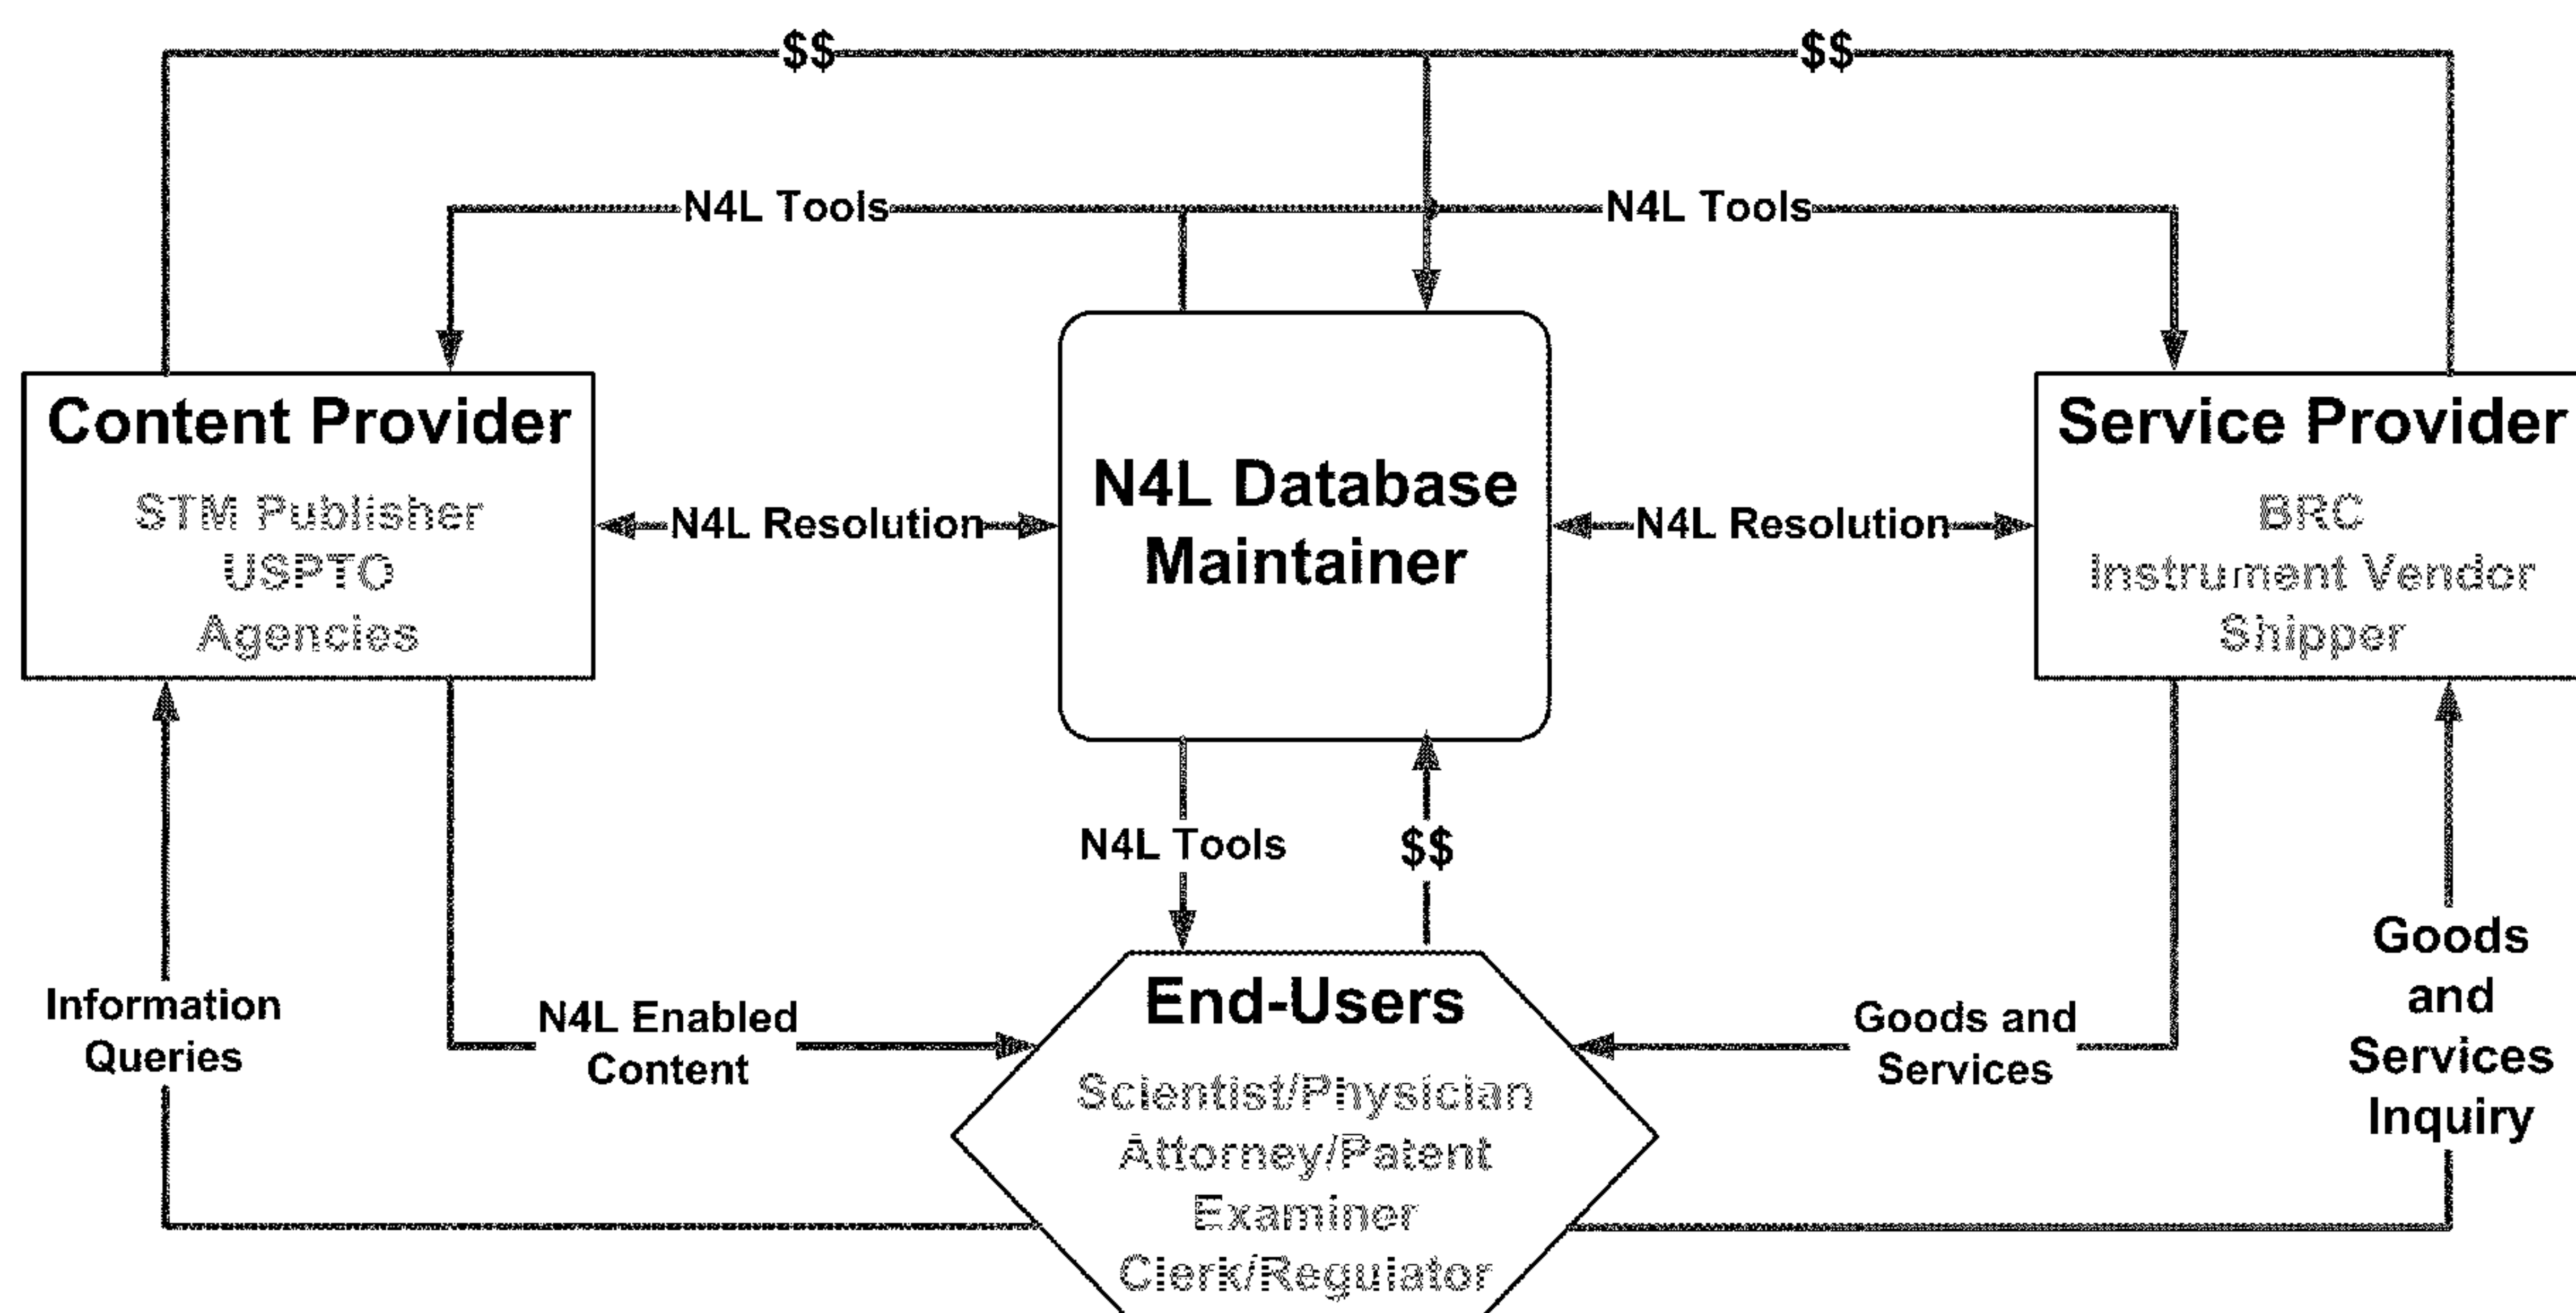 $$ $$
N4L Tools N4L Tools
Content Provider
STM Publisher
USPTO
Agencies
N4L Resolution
N4L Database
Maintainer
N4L Resolution
Service Provider
BRC
Instrument Vendor
Shipper
N4L Tools $$
Information
Queries
N4L Enabled
Content
End-Users
Scientist/Physician
Attorney/Patent
Examiner
Clerk/Regulator
Goods and
Services
Goods
and
Services
Inquiry